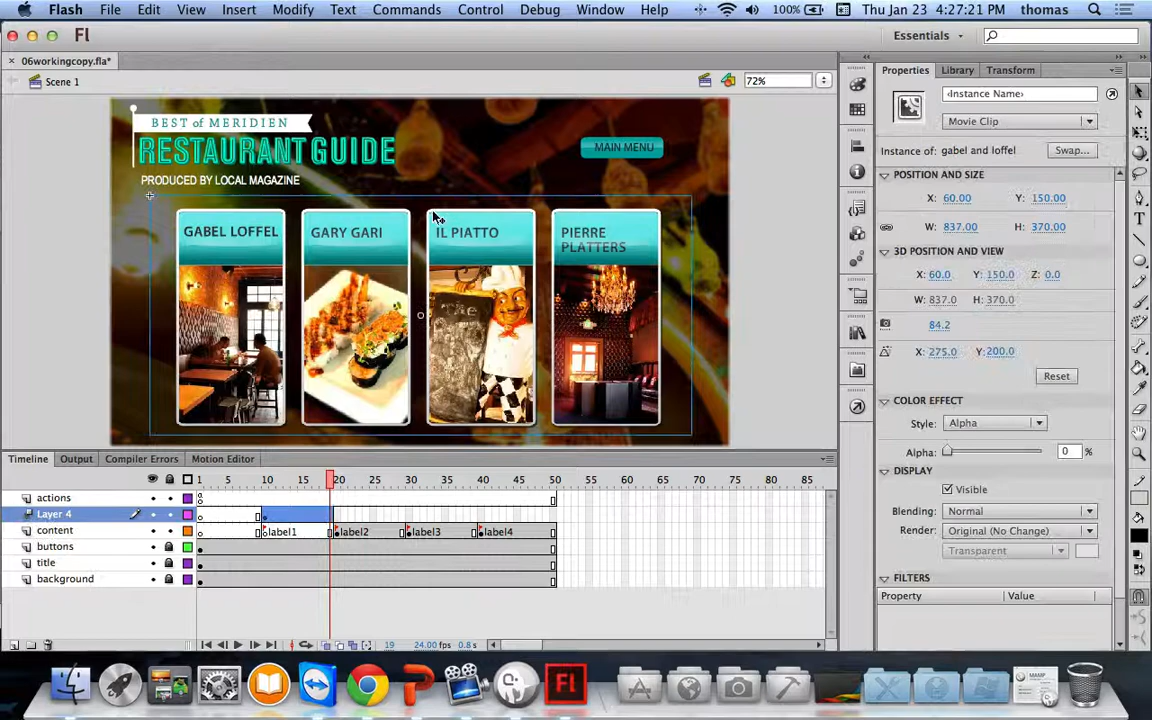 Flash File Edit View Insert Modify Text Commands Control Debug Window Help 100% Thu Jan 23 4:27:21 PM thomas
Fl Essentials
06workingcopy.fla*
Scene 1 72%
BEST of MERIDIEN
RESTAURANT GUIDE
PRODUCED BY LOCAL MAGAZINE
MAIN MENU
GABEL LOFFEL GARY GARI IL PIATTO PIERRE
PLATTERS
The
Properties Library Transform
<Instance Name>
Movie Clip
Instance of: gabel and loffel Swap...
POSITION AND SIZE
X: 60.00 Y: 150.00
W: 837.00 H: 370.00
3D POSITION AND VIEW
X: 60.0 Y: 150.0 Z: 0.0
W: 837.0 H: 370.0
84.2
X: 275.0 Y: 200.0
Reset
COLOR EFFECT
Style: Alpha
Alpha: 0 %
DISPLAY
Visible
Blending: Normal
Render: Original (No Change)
Transparent
FILTERS
Property Value
Timeline Output Compiler Errors Motion Editor
1 5 10 15 20 25 30 35 40 45 50 55 60 65 70 75 80 85
actions
Layer 4
content label1 label2 label3 label4
buttons
title
background
19 24.00 fps 0.8 s
Fl
MAMP